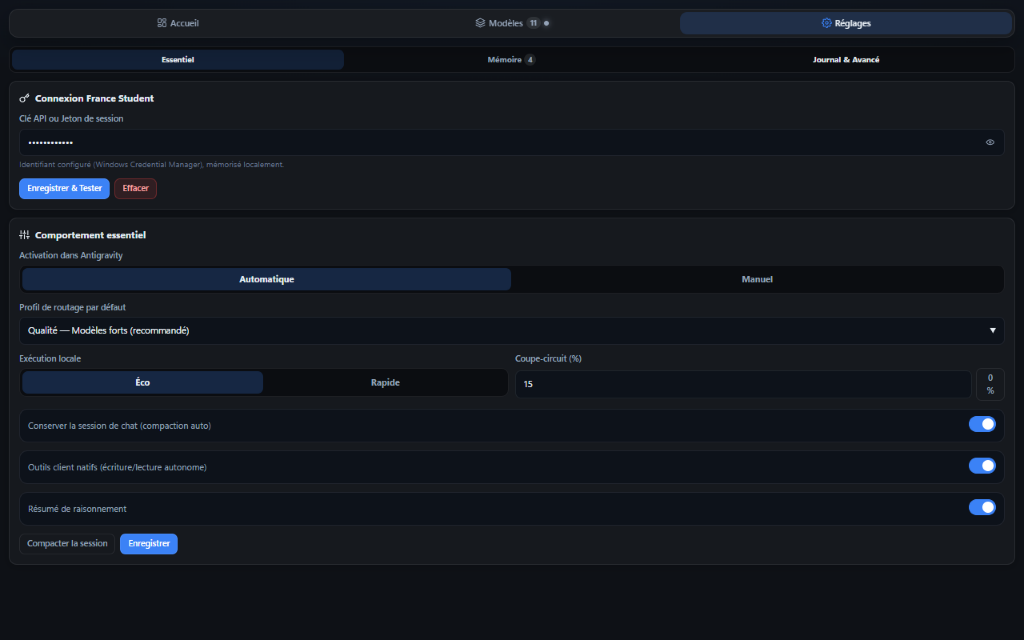 Accueil
Modèles 11
Réglages
Essentiel
Mémoire 4
Journal & Avancé
Connexion France Student
Clé API ou Jeton de session
••••••••••••
Identifiant configuré (Windows Credential Manager), mémorisé localement.
Enregistrer & Tester
Effacer
Comportement essentiel
Activation dans Antigravity
Automatique
Manuel
Profil de routage par défaut
Qualité — Modèles forts (recommandé)
Exécution locale
Coupe-circuit (%)
Éco
Rapide
15
0
%
Conserver la session de chat (compaction auto)
Outils client natifs (écriture/lecture autonome)
Résumé de raisonnement
Compacter la session
Enregistrer